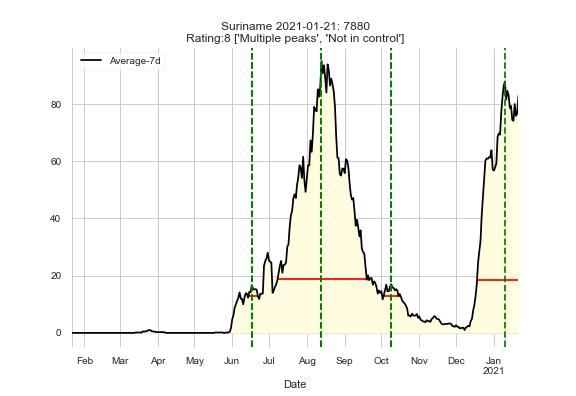 Suriname 2021-01-21: 7880
Rating:8 ['Multiple peaks', 'Not in control']
Average-7d
80
60
40
20
0
Feb Mar Apr May Jun Jul Aug Sep Oct Nov Dec Jan
2021
Date